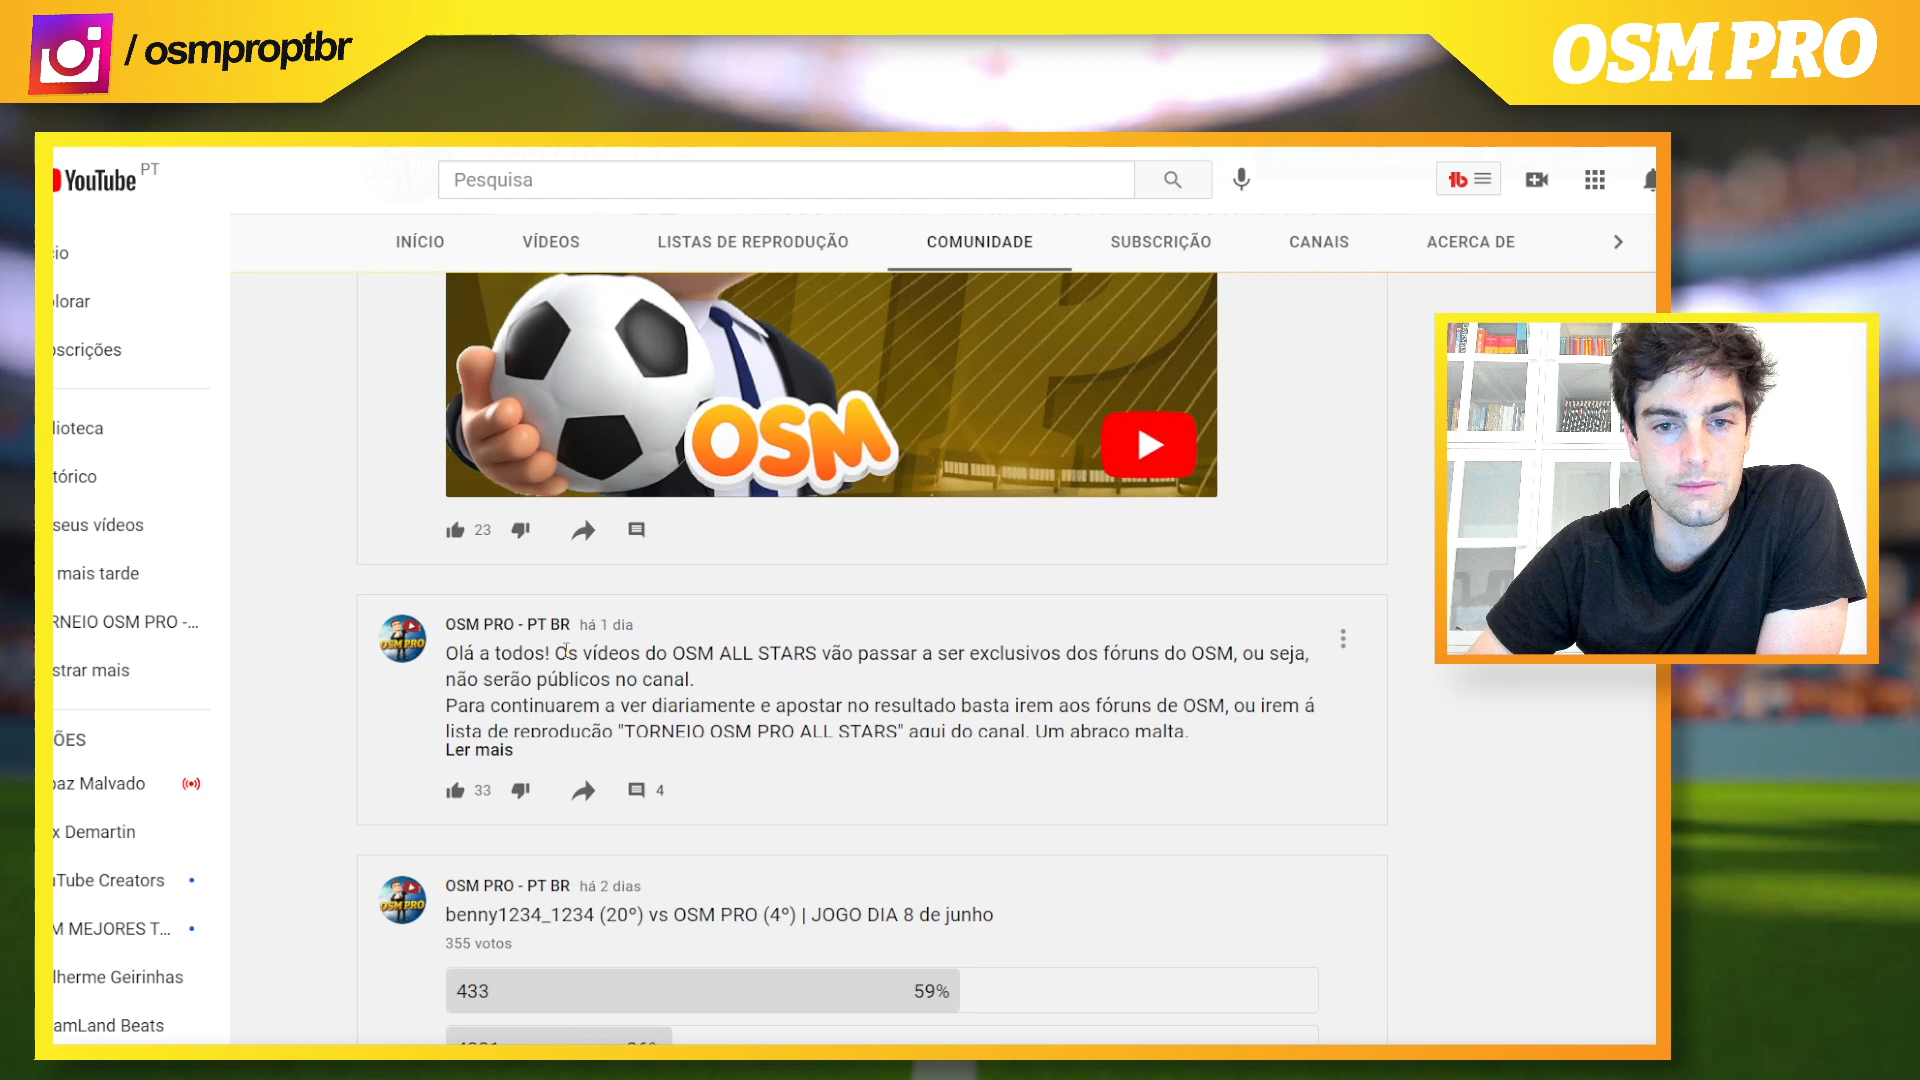 / osmproptbr
OSM PRO
YouTube PT
Pesquisa
INÍCIO VÍDEOS LISTAS DE REPRODUÇÃO COMUNIDADE SUBSCRIÇÃO CANAIS ACERCA DE
io
lorar
scrições
lioteca
tórico
seus vídeos
mais tarde
RNEIO OSM PRO -...
strar mais
ÕES
az Malvado
x Demartin
Tube Creators
M MEJORES T...
lherme Geirinhas
amLand Beats
OSM
23
OSM PRO - PT BR há 1 dia
Olá a todos! Os vídeos do OSM ALL STARS vão passar a ser exclusivos dos fóruns do OSM, ou seja,
não serão públicos no canal.
Para continuarem a ver diariamente e apostar no resultado basta irem aos fóruns de OSM, ou irem á
lista de reprodução "TORNEIO OSM PRO ALL STARS" aqui do canal. Um abraço malta.
Ler mais
33 4
OSM PRO - PT BR há 2 dias
benny1234_1234 (20º) vs OSM PRO (4º) | JOGO DIA 8 de junho
355 votos
433 59%